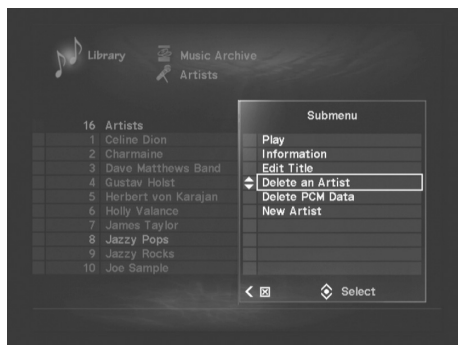 Library
Music Archive
Artists
16 Artists
1 Celine Dion
2 Charmaine
3 Dave Matthews Band
4 Gustav Holst
5 Herbert von Karajan
6 Holly Valance
7 James Taylor
8 Jazzy Pops
9 Jazzy Rocks
10 Joe Sample
Submenu
Play
Information
Edit Title
Delete an Artist
Delete PCM Data
New Artist
Select